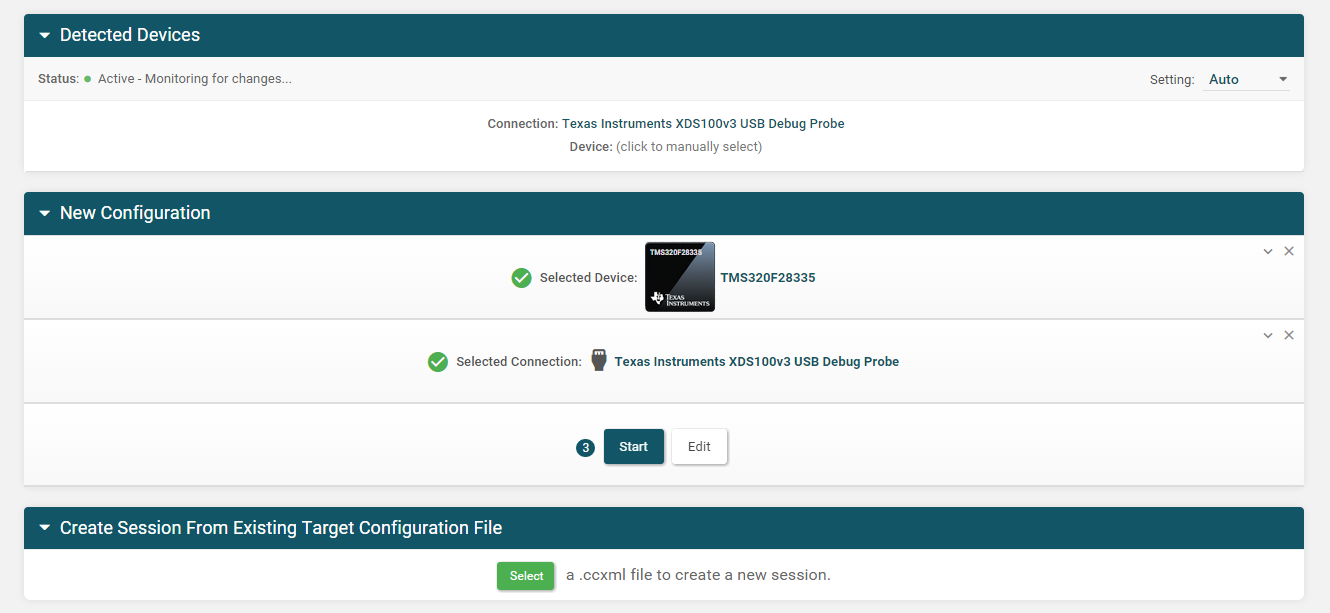 Detected Devices
Status: Active - Monitoring for changes...
Setting: Auto
Connection: Texas Instruments XDS100v3 USB Debug Probe
Device: (click to manually select)
New Configuration
Selected Device:
TMS320F28335
TEXAS
INSTRUMENTS
TMS320F28335
Selected Connection: Texas Instruments XDS100v3 USB Debug Probe
3 Start Edit
Create Session From Existing Target Configuration File
Select a .ccxml file to create a new session.